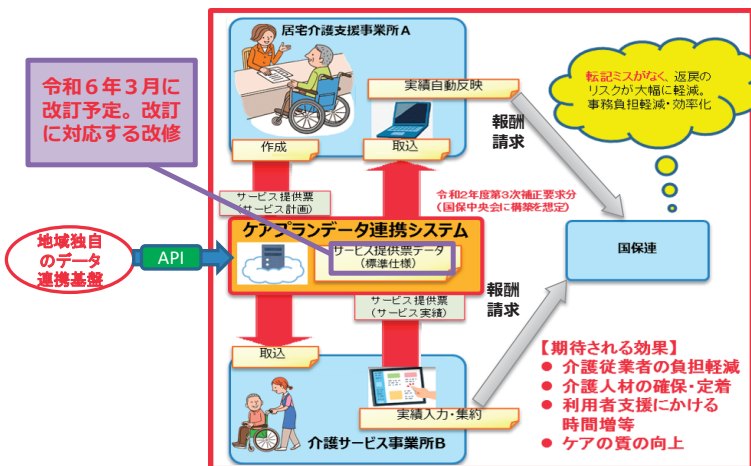 居宅介護支援事業所A
令和６年３月に
改訂予定。改訂
に対応する改修
実績自動反映
作成
取込
転記ミスがなく、返戻の
リスクが大幅に軽減。
事務負担軽減・効率化
報酬
請求
サービス提供票
(サービス計画)
令和2年度第3次補正要求分
(国保中央会に構築を想定)
ケアプランデータ連携システム
サービス提供票データ
(標準仕様)
地域独自
のデータ
連携基盤
API
国保連
サービス提供票
(サービス実績)
報酬
請求
取込
実績入力・集約
介護サービス事業所B
【期待される効果】
● 介護従業者の負担軽減
● 介護人材の確保・定着
● 利用者支援にかける
時間増等
● ケアの質の向上